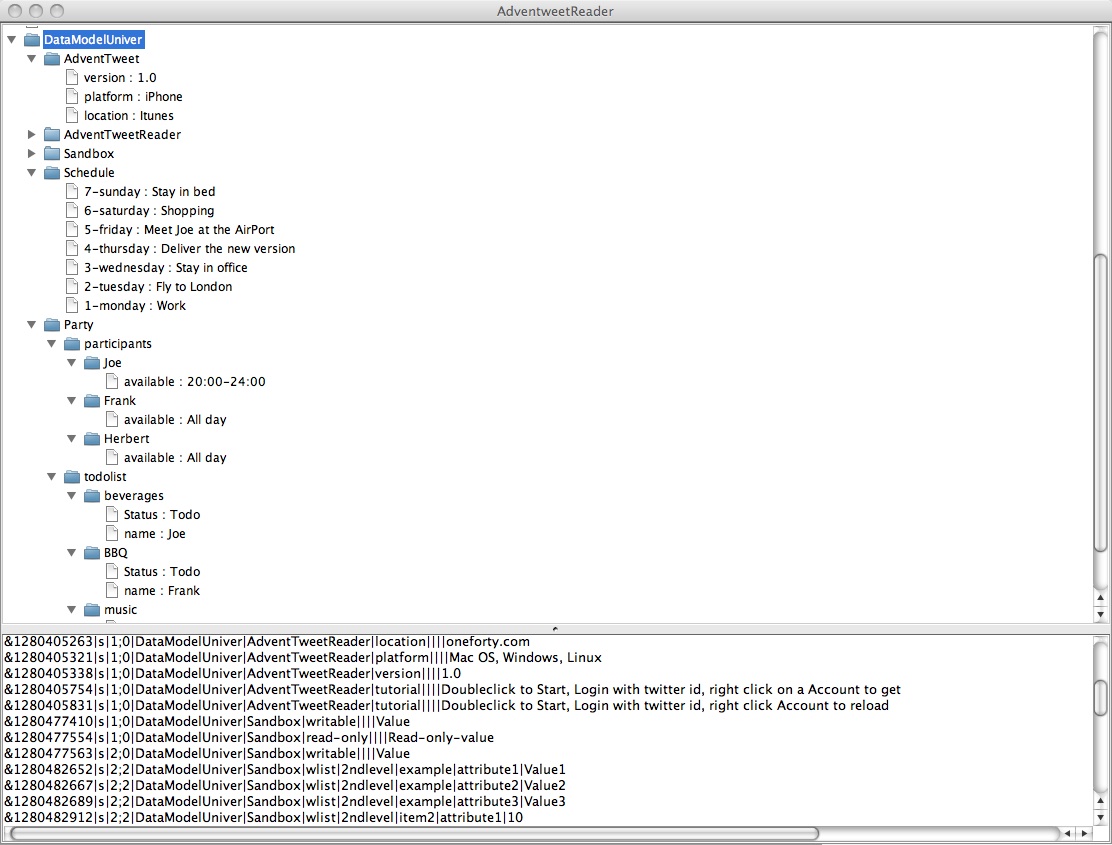 AdventweetReader
DataModelUniver
AdventTweet
version : 1.0
platform : iPhone
location : Itunes
AdventTweetReader
Sandbox
Schedule
7-sunday : Stay in bed
6-saturday : Shopping
5-friday : Meet Joe at the AirPort
4-thursday : Deliver the new version
3-wednesday : Stay in office
2-tuesday : Fly to London
1-monday : Work
Party
participants
Joe
available : 20:00-24:00
Frank
available : All day
Herbert
available : All day
todolist
beverages
Status : Todo
name : Joe
BBQ
Status : Todo
name : Frank
music
&1280405263|s|1;0|DataModelUniver|AdventTweetReader|location||||oneforty.com
&1280405321|s|1;0|DataModelUniver|AdventTweetReader|platform||||Mac OS, Windows, Linux
&1280405338|s|1;0|DataModelUniver|AdventTweetReader|version||||1.0
&1280405754|s|1;0|DataModelUniver|AdventTweetReader|tutorial||||Doubleclick to Start, Login with twitter id, right click on a Account to get
&1280405831|s|1;0|DataModelUniver|AdventTweetReader|tutorial||||Doubleclick to Start, Login with twitter id, right click Account to reload
&1280477410|s|1;0|DataModelUniver|Sandbox|writable||||Value
&1280477554|s|1;0|DataModelUniver|Sandbox|read-only||||Read-only-value
&1280477563|s|2;0|DataModelUniver|Sandbox|writable||||Value
&1280482652|s|2;2|DataModelUniver|Sandbox|wlist|2ndlevel|example|attribute1|Value1
&1280482667|s|2;2|DataModelUniver|Sandbox|wlist|2ndlevel|example|attribute2|Value2
&1280482689|s|2;2|DataModelUniver|Sandbox|wlist|2ndlevel|example|attribute3|Value3
&1280482912|s|2;2|DataModelUniver|Sandbox|wlist|2ndlevel|item2|attribute1|10